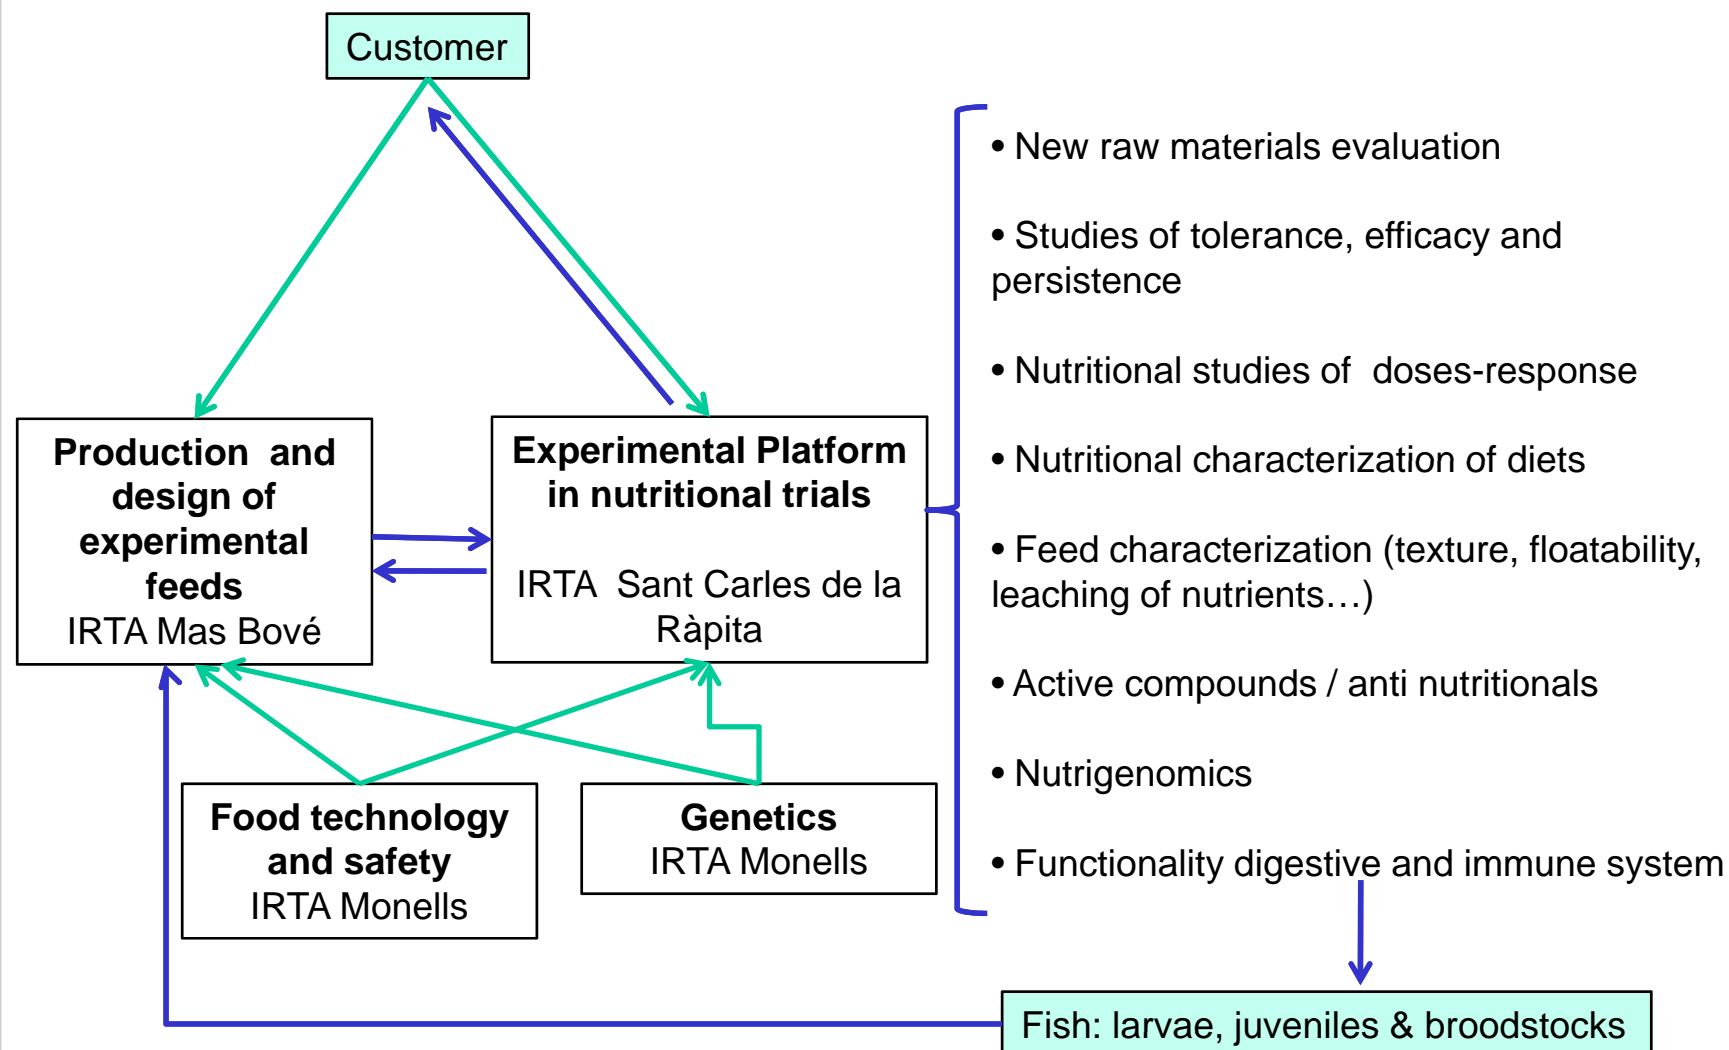 Customer
Production and
design of
experimental
feeds
IRTA Mas Bové
Experimental Platform
in nutritional trials
IRTA Sant Carles de la
Ràpita
Food technology
and safety
IRTA Monells
Genetics
IRTA Monells
• New raw materials evaluation
• Studies of tolerance, efficacy and
persistence
• Nutritional studies of doses-response
• Nutritional characterization of diets
• Feed characterization (texture, floatability,
leaching of nutrients…)
• Active compounds / anti nutritionals
• Nutrigenomics
• Functionality digestive and immune system
Fish: larvae, juveniles & broodstocks